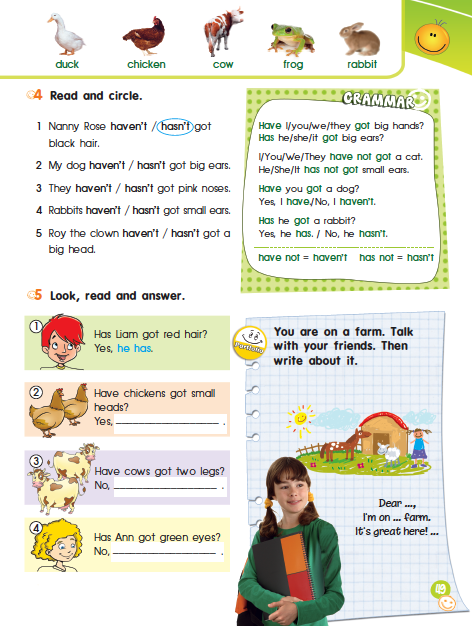 duck chicken cow frog rabbit
4 Read and circle.
1 Nanny Rose haven't / hasn't got
black hair.
2 My dog haven't / hasn't got big ears.
3 They haven't / hasn't got pink noses.
4 Rabbits haven't / hasn't got small ears.
5 Roy the clown haven't / hasn't got a
big head.
GRAMMAR
Have I/you/we/they got big hands?
Has he/she/it got big ears?
I/You/We/They have not got a cat.
He/She/It has not got small ears.
Have you got a dog?
Yes, I have./No, I haven't.
Has he got a rabbit?
Yes, he has. / No, he hasn't.
have not = haven't has not = hasn't
5 Look, read and answer.
1
Has Liam got red hair?
Yes, he has.
2
Have chickens got small
heads?
Yes, ____________ .
3
Have cows got two legs?
No, ____________ .
4
Has Ann got green eyes?
No, ____________ .
Portfolio
You are on a farm. Talk
with your friends. Then
write about it.
Dear ...,
I'm on ... farm.
It's great here! ...
49